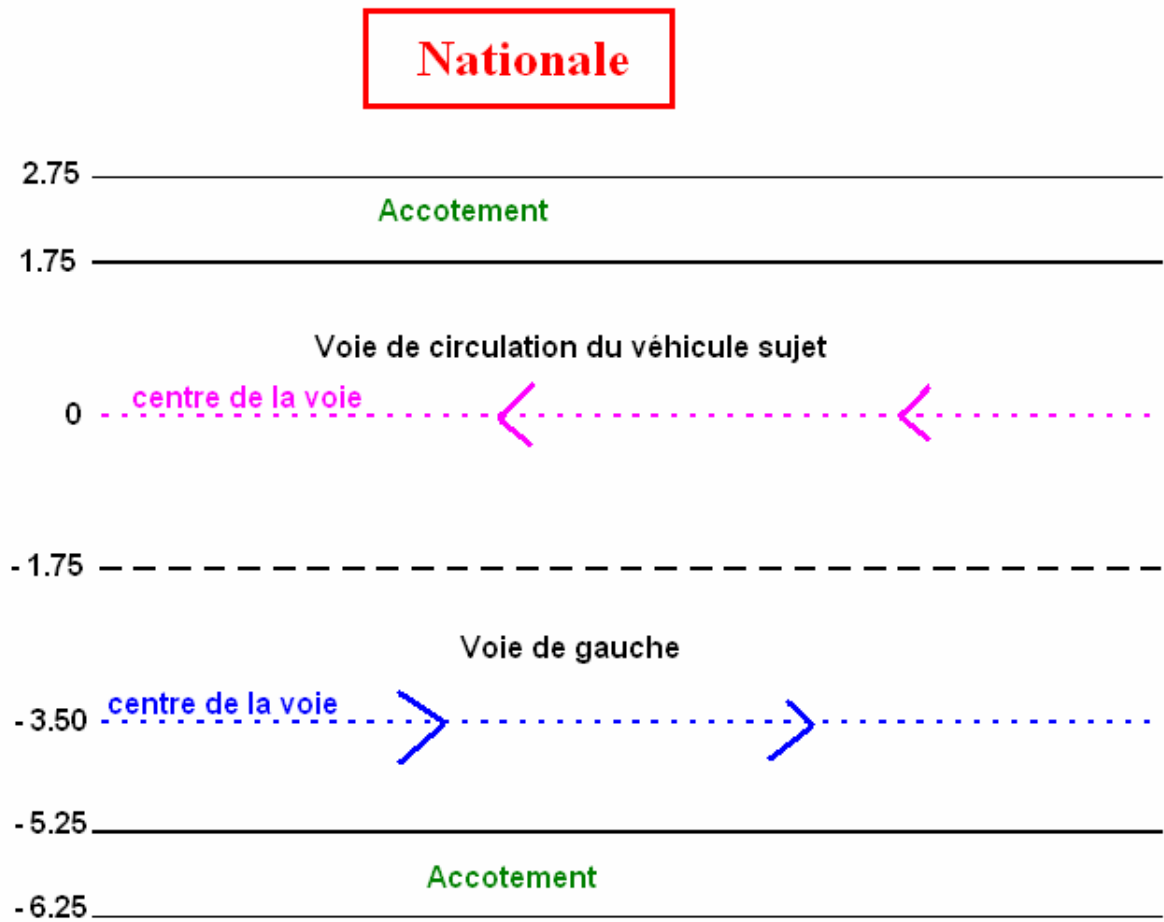 Nationale
2.75
Accotement
1.75
Voie de circulation du véhicule sujet
centre de la voie
0
- 1.75
Voie de gauche
centre de la voie
- 3.50
- 5.25
Accotement
- 6.25